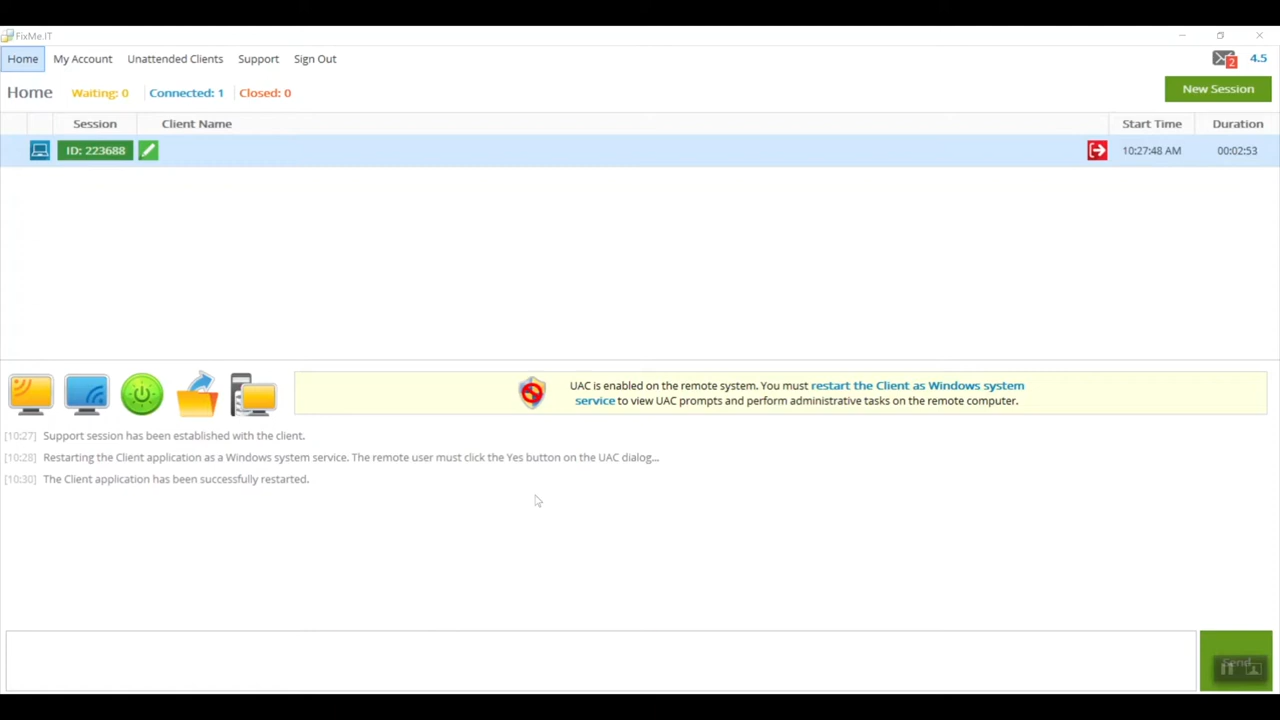 FixMe.IT
Home My Account Unattended Clients Support Sign Out
2 4.5
Home Waiting: 0 Connected: 1 Closed: 0
New Session
Session Client Name Start Time Duration
ID: 223688 10:27:48 AM 00:02:53
UAC is enabled on the remote system. You must restart the Client as Windows system
service to view UAC prompts and perform administrative tasks on the remote computer.
[10:27] Support session has been established with the client.
[10:28] Restarting the Client application as a Windows system service. The remote user must click the Yes button on the UAC dialog...
[10:30] The Client application has been successfully restarted.
Send